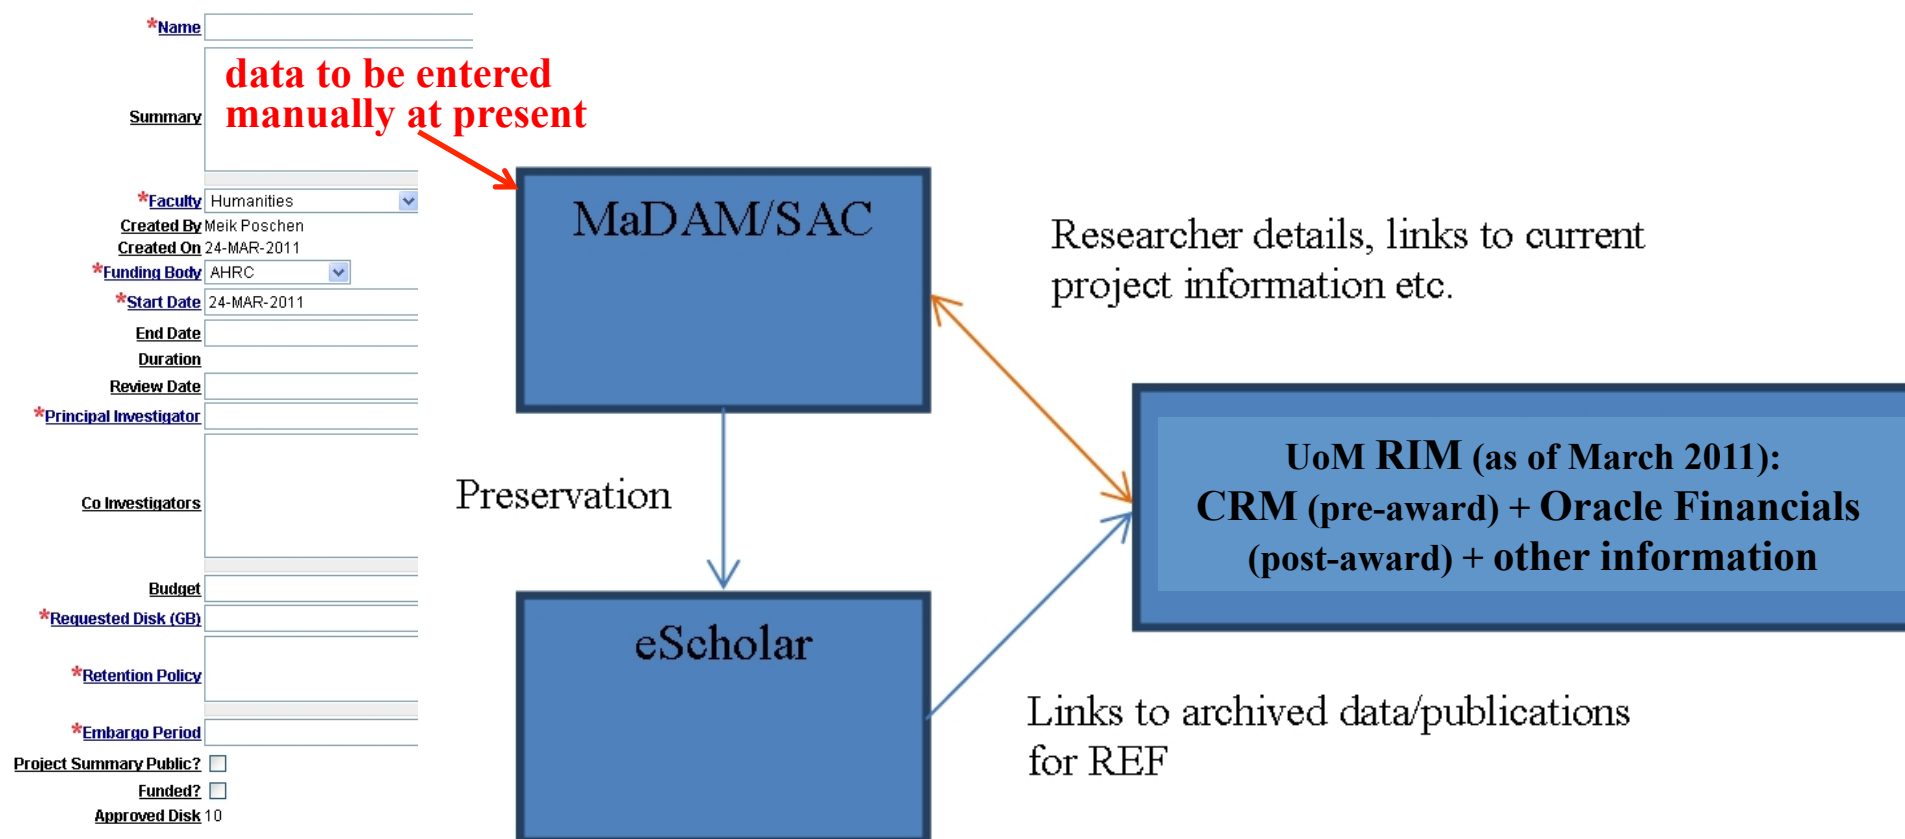 *Name
data to be entered
manually at present
Summary
*Faculty Humanities
Created By Meik Poschen
Created On 24-MAR-2011
*Funding Body AHRC
*Start Date 24-MAR-2011
End Date
Duration
Review Date
*Principal Investigator
Co Investigators
Budget
*Requested Disk (GB)
*Retention Policy
*Embargo Period
Project Summary Public?
Funded?
Approved Disk 10
MaDAM/SAC
Researcher details, links to current
project information etc.
Preservation
UoM RIM (as of March 2011):
CRM (pre-award) + Oracle Financials
(post-award) + other information
eScholar
Links to archived data/publications
for REF